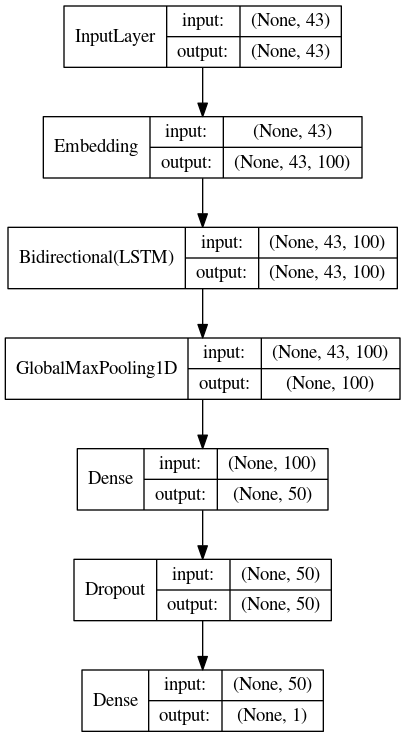 InputLayer
input: (None, 43)
output: (None, 43)
Embedding
input: (None, 43)
output: (None, 43, 100)
Bidirectional(LSTM)
input: (None, 43, 100)
output: (None, 43, 100)
GlobalMaxPooling1D
input: (None, 43, 100)
output: (None, 100)
Dense
input: (None, 100)
output: (None, 50)
Dropout
input: (None, 50)
output: (None, 50)
Dense
input: (None, 50)
output: (None, 1)